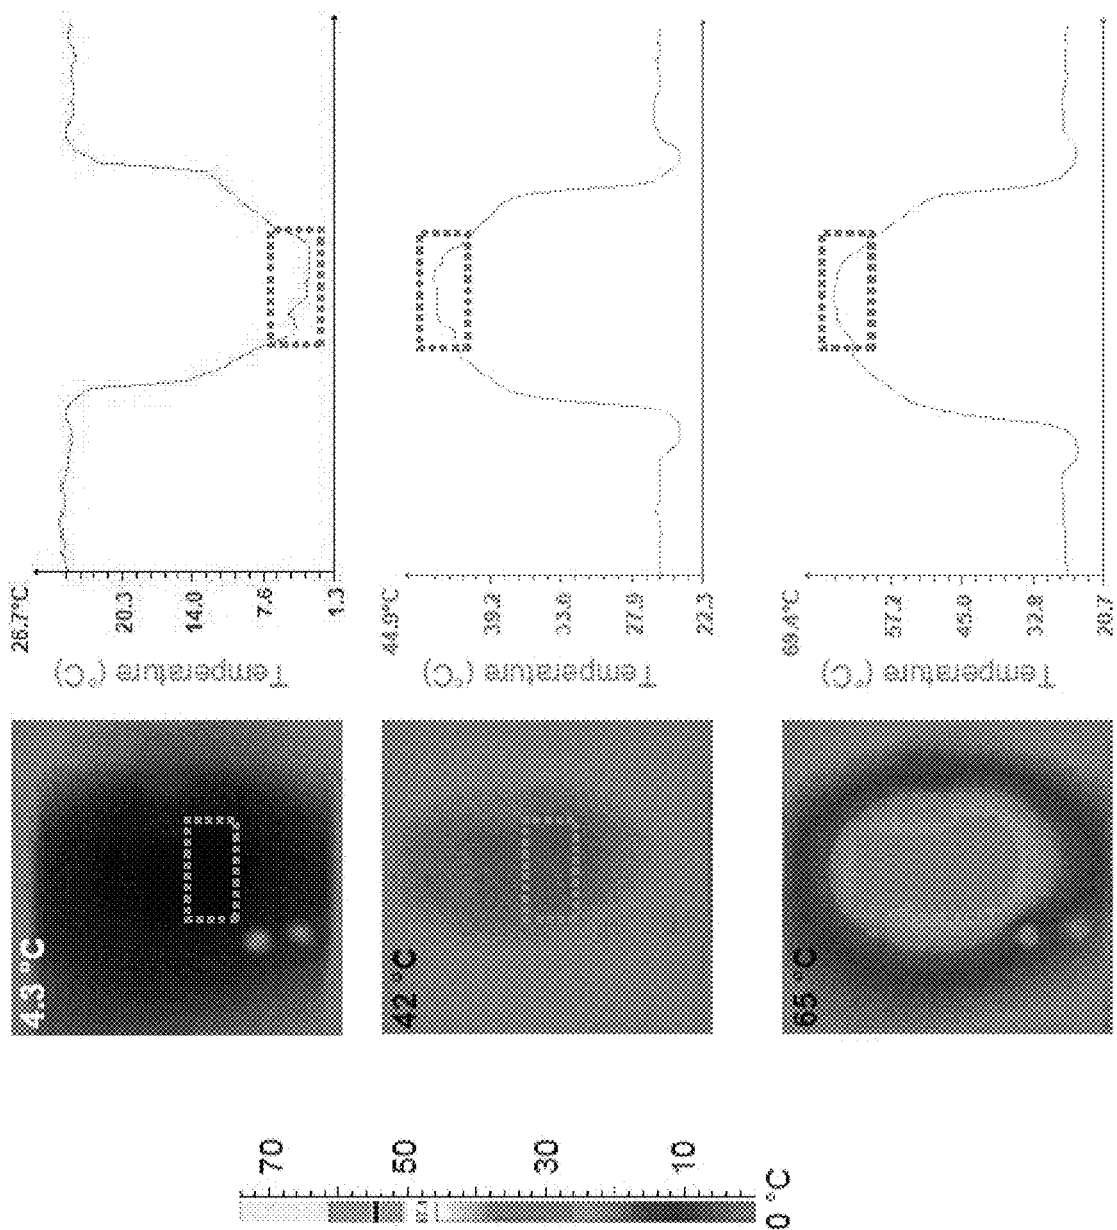 0 °C 10 30 50 70
65 °C
42 °C
4.3 °C
Temperature (°C)
Temperature (°C)
Temperature (°C)
20.7 32.9 45.0 57.2 69.4°C
22.3 27.9 33.6 39.2 44.9°C
1.3 7.6 14.0 20.3 26.7°C